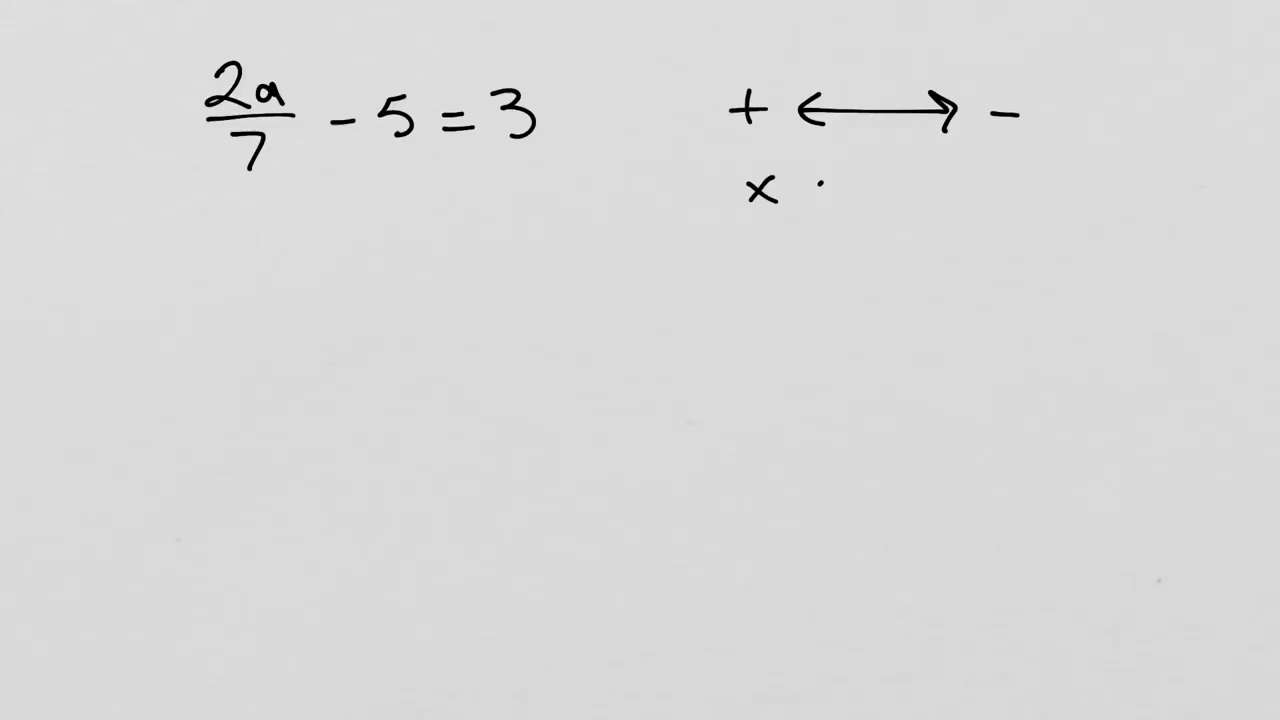 2a/7 - 5 = 3
+ ⟷ -
×